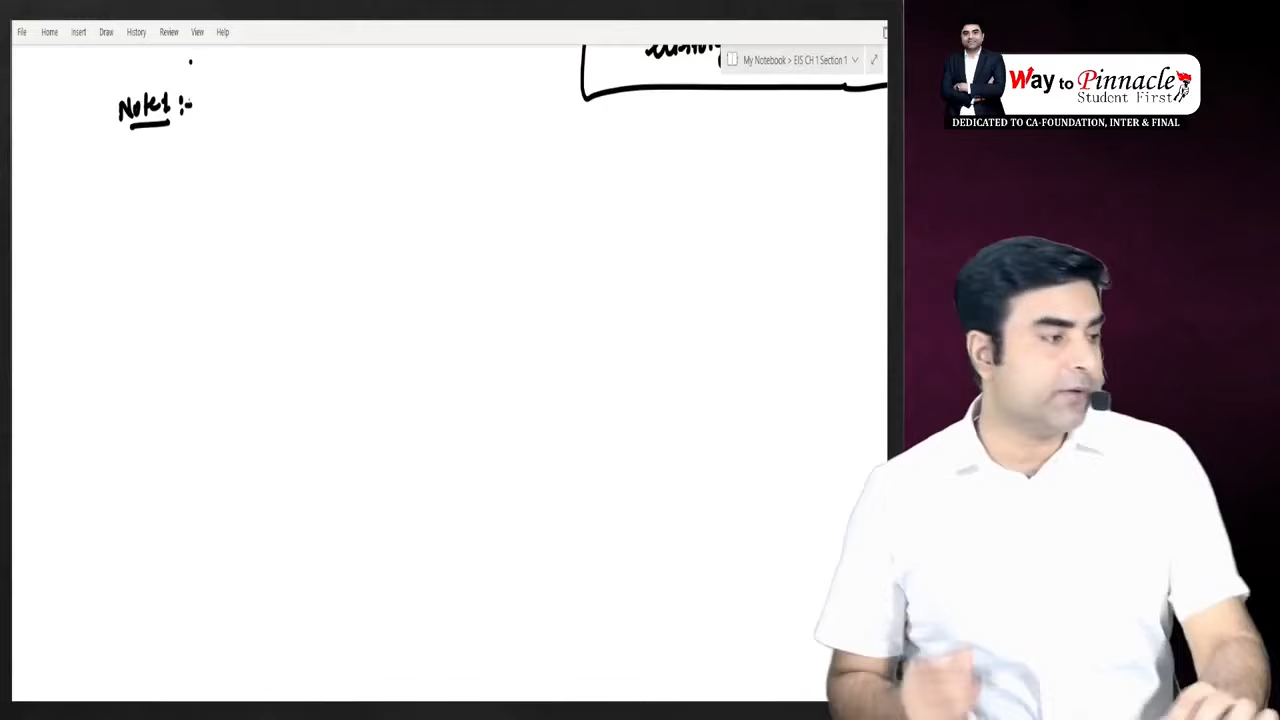 File Home Insert Draw History Review View Help
My Notebook > EIS CH 1 Section 1
Notes :-
Way to Pinnacle
Student First
DEDICATED TO CA-FOUNDATION, INTER & FINAL